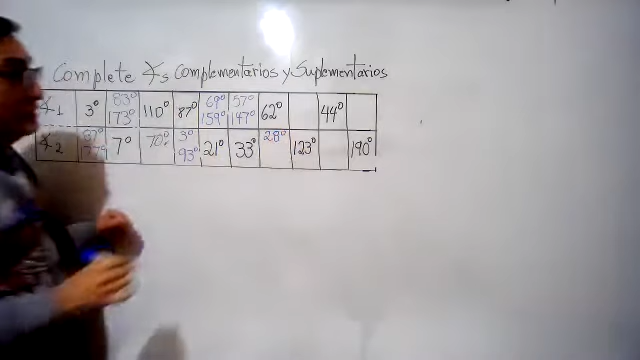 Complete ∡s Complementarios y Suplementarios
∡1 3° 83° 173° 110° 87° 69° 159° 57° 147° 62° 44°
∡2 87° 177° 7° 70° 3° 93° 21° 33° 28° 123° 190°